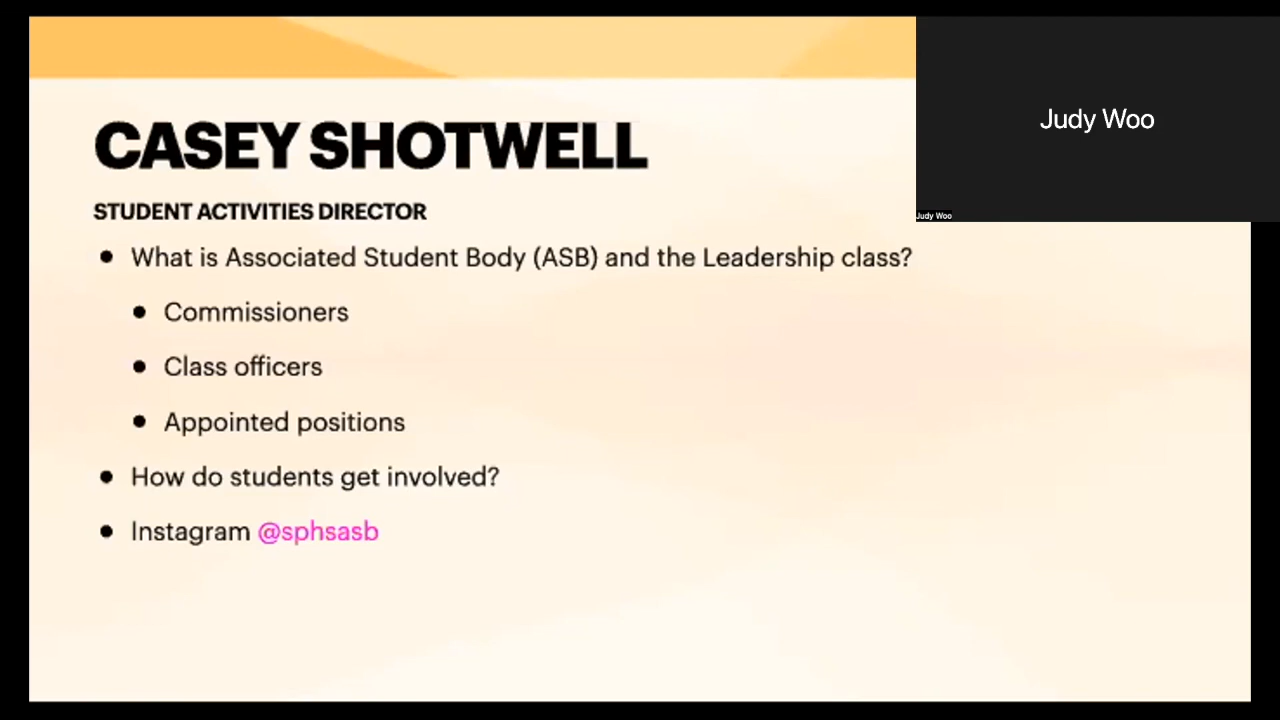 CASEY SHOTWELL
STUDENT ACTIVITIES DIRECTOR
• What is Associated Student Body (ASB) and the Leadership class?
• Commissioners
• Class officers
• Appointed positions
• How do students get involved?
• Instagram @sphsasb
Judy Woo
Judy Woo